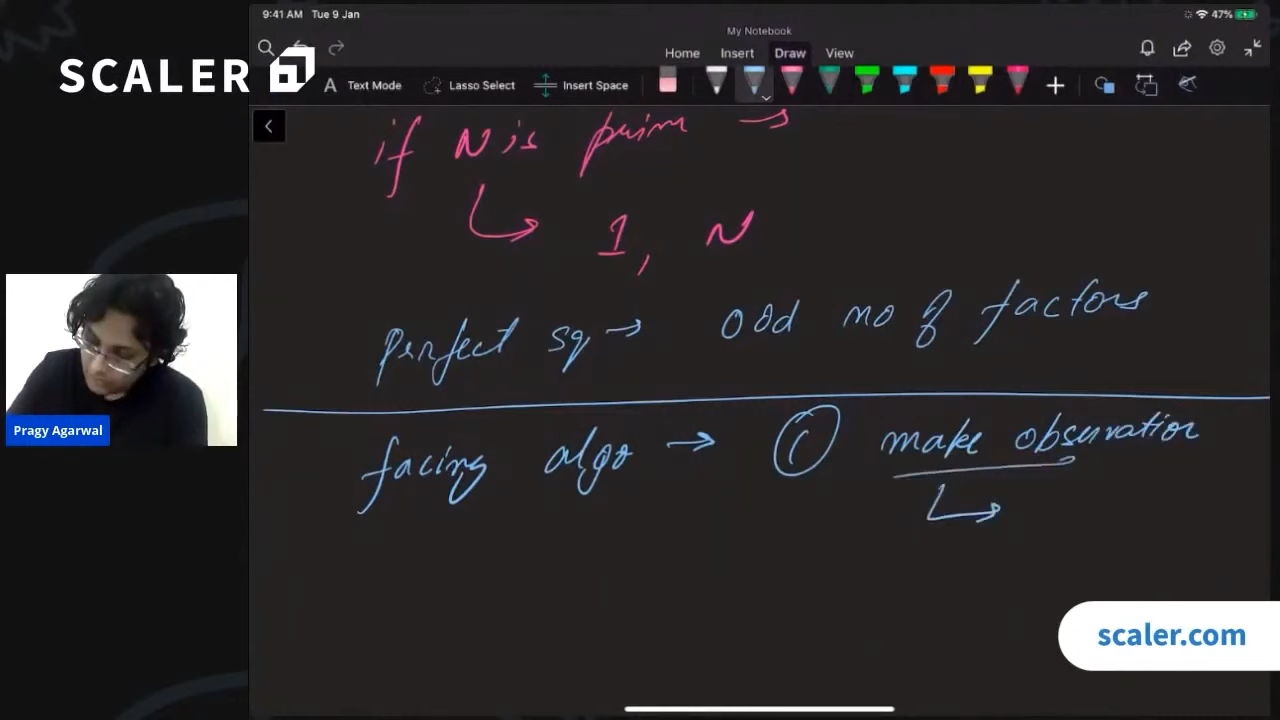 9:41 AM Tue 9 Jan
47%
My Notebook
Home Insert Draw View
SCALER
A Text Mode Lasso Select Insert Space
if N is prime →
1, N
perfect sq → odd no of factors
facing algo → ① make observation
Pragy Agarwal
scaler.com